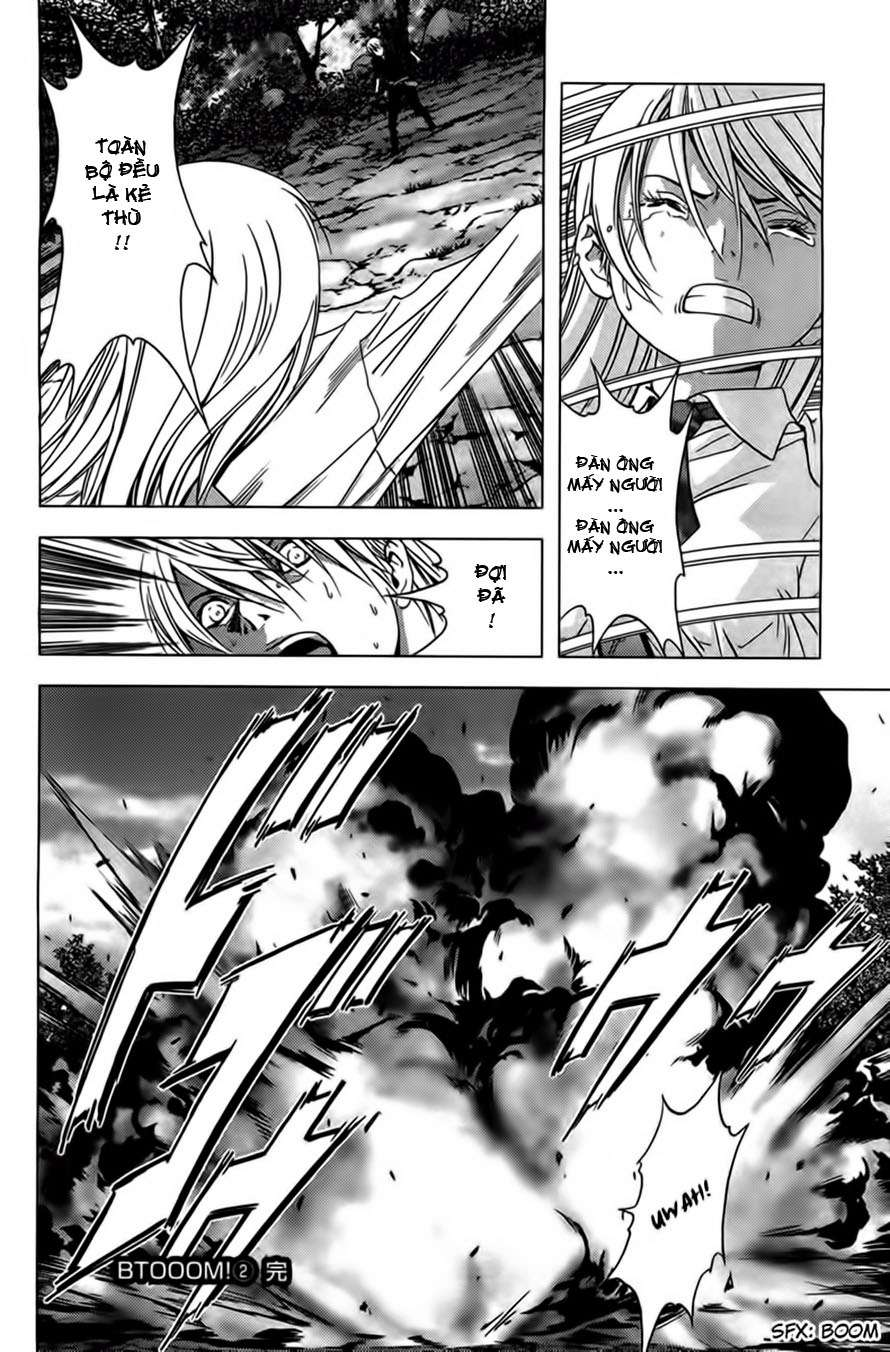 ĐÀN ÔNG
MẤY NGƯỜI
...
ĐÀN ÔNG
MẤY NGƯỜI
...
TOÀN
BỘ ĐỀU
LÀ KẺ
THÙ
!!
ĐỢI
ĐÃ
!
UWAH!
BTOOOM! ② 完
SFX: BOOM